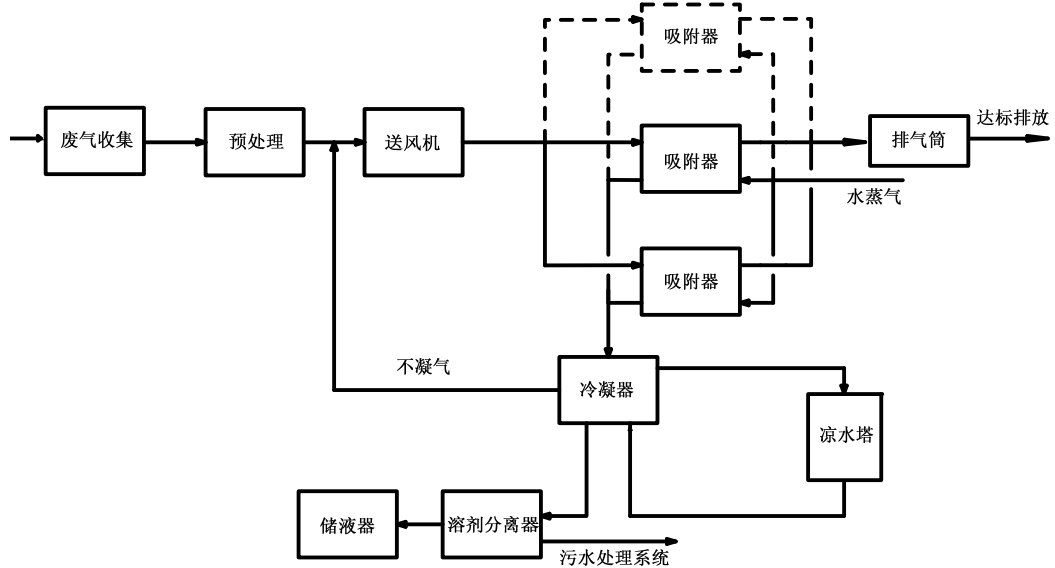 吸附器
废气收集
预处理
送风机
吸附器
排气筒
达标排放
水蒸气
吸附器
不凝气
冷凝器
凉水塔
储液器
溶剂分离器
污水处理系统